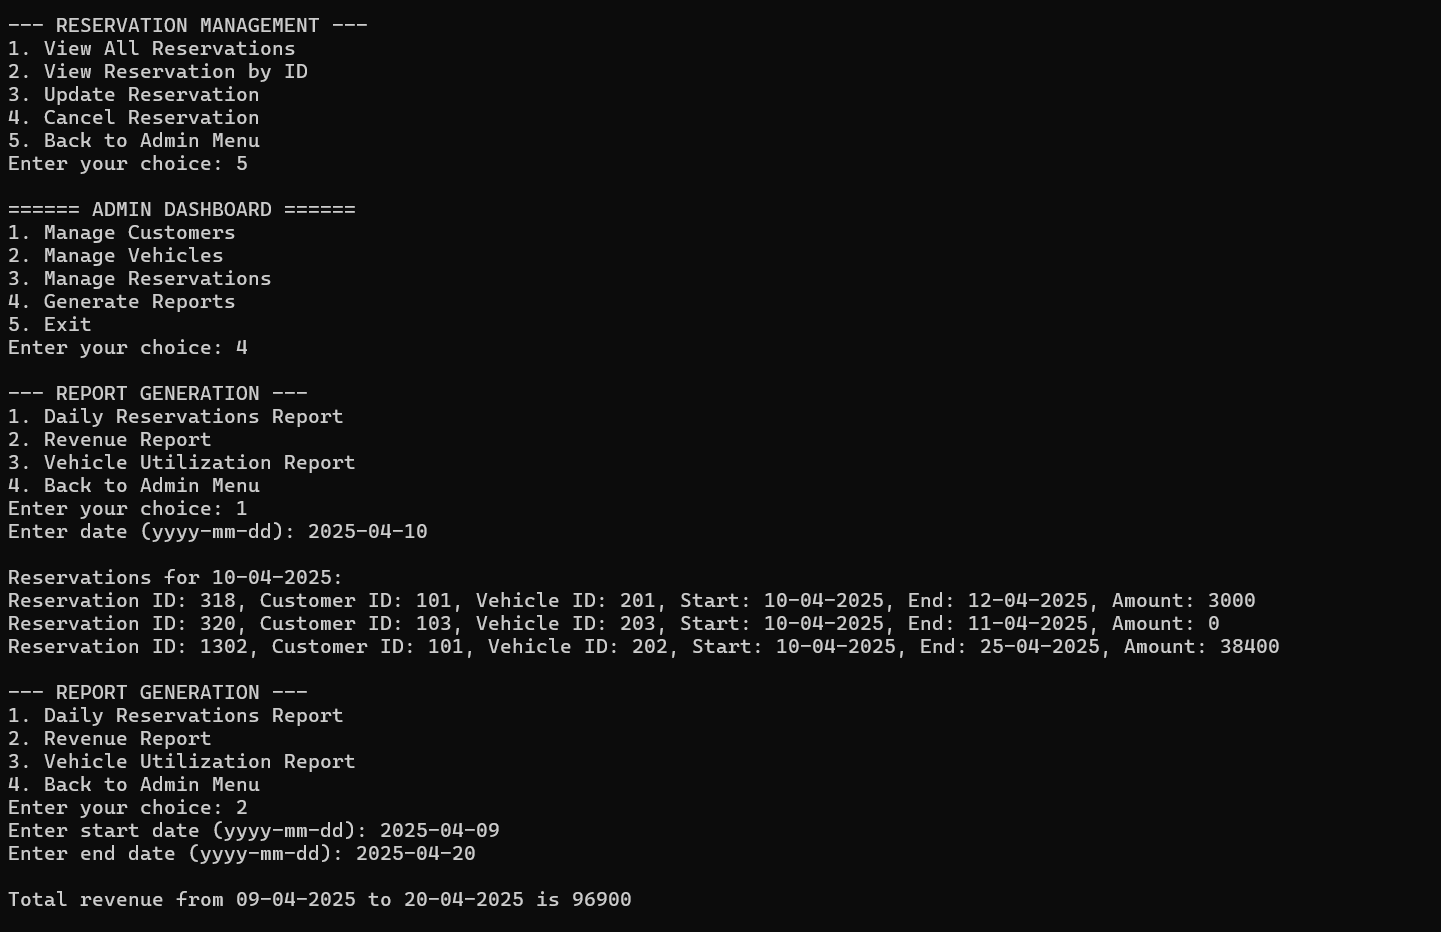 --- RESERVATION MANAGEMENT ---
1. View All Reservations
2. View Reservation by ID
3. Update Reservation
4. Cancel Reservation
5. Back to Admin Menu
Enter your choice: 5
====== ADMIN DASHBOARD ======
1. Manage Customers
2. Manage Vehicles
3. Manage Reservations
4. Generate Reports
5. Exit
Enter your choice: 4
--- REPORT GENERATION ---
1. Daily Reservations Report
2. Revenue Report
3. Vehicle Utilization Report
4. Back to Admin Menu
Enter your choice: 1
Enter date (yyyy-mm-dd): 2025-04-10
Reservations for 10-04-2025:
Reservation ID: 318, Customer ID: 101, Vehicle ID: 201, Start: 10-04-2025, End: 12-04-2025, Amount: 3000
Reservation ID: 320, Customer ID: 103, Vehicle ID: 203, Start: 10-04-2025, End: 11-04-2025, Amount: 0
Reservation ID: 1302, Customer ID: 101, Vehicle ID: 202, Start: 10-04-2025, End: 25-04-2025, Amount: 38400
--- REPORT GENERATION ---
1. Daily Reservations Report
2. Revenue Report
3. Vehicle Utilization Report
4. Back to Admin Menu
Enter your choice: 2
Enter start date (yyyy-mm-dd): 2025-04-09
Enter end date (yyyy-mm-dd): 2025-04-20
Total revenue from 09-04-2025 to 20-04-2025 is 96900